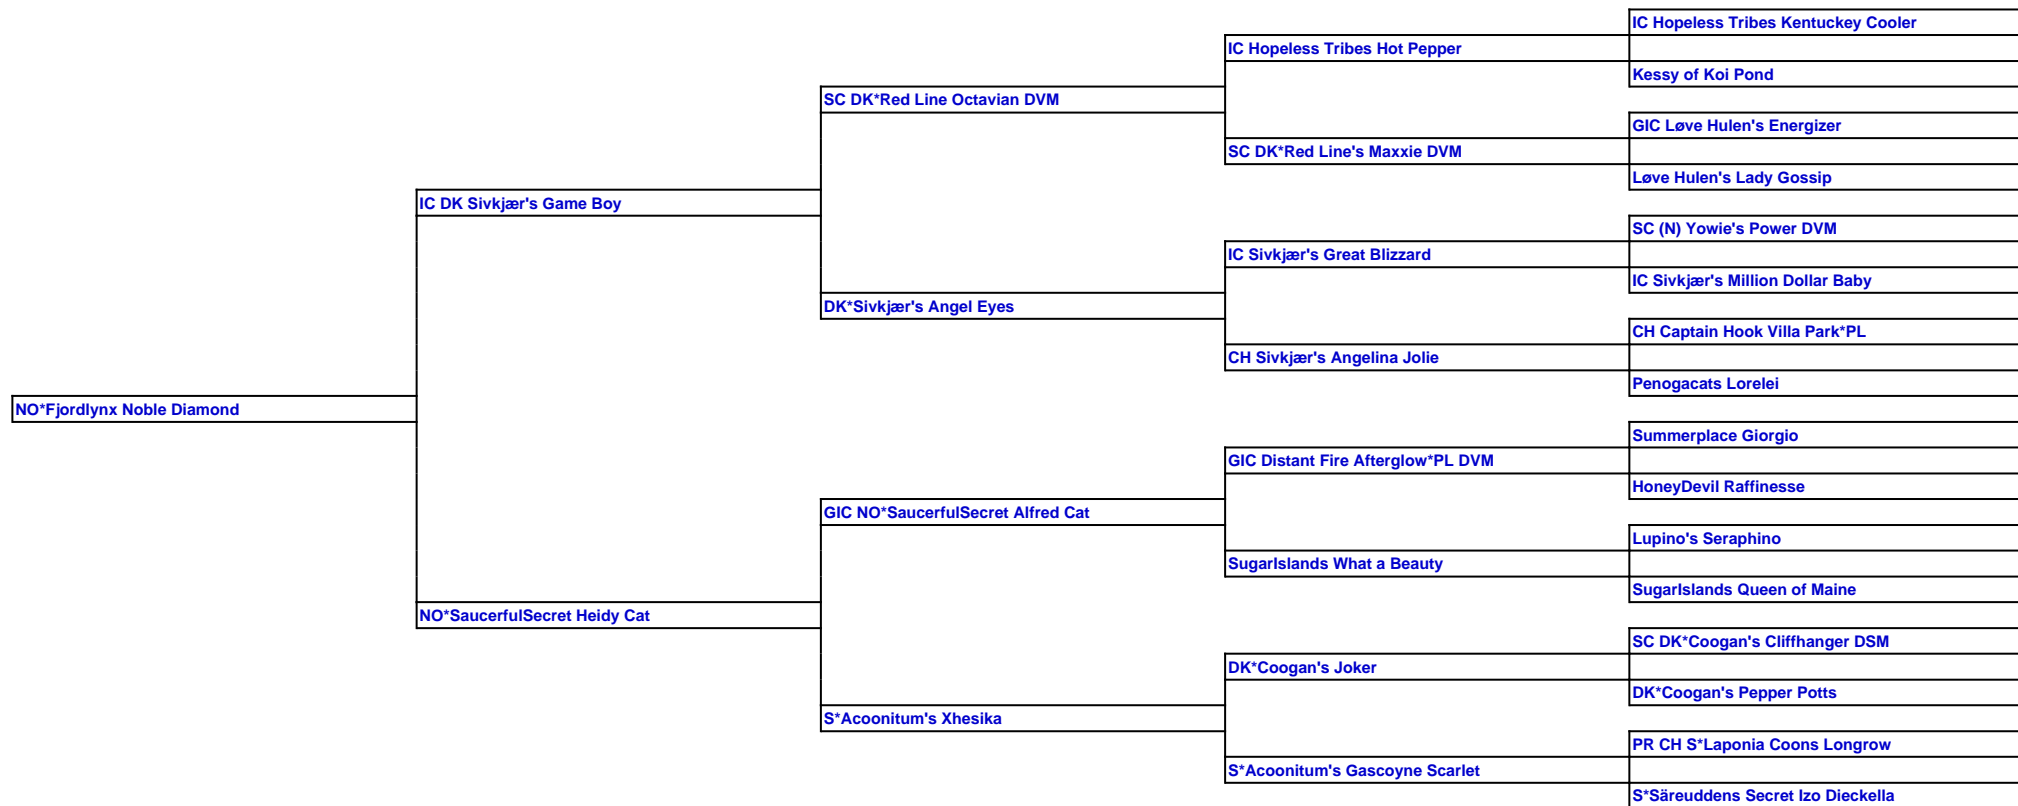 IC Hopeless Tribes Kentuckey Cooler
IC Hopeless Tribes Hot Pepper
Kessy of Koi Pond
SC DK*Red Line Octavian DVM
GIC Løve Hulen's Energizer
SC DK*Red Line's Maxxie DVM
Løve Hulen's Lady Gossip
IC DK Sivkjær's Game Boy
SC (N) Yowie's Power DVM
IC Sivkjær's Great Blizzard
IC Sivkjær's Million Dollar Baby
DK*Sivkjær's Angel Eyes
CH Captain Hook Villa Park*PL
CH Sivkjær's Angelina Jolie
Penogacats Lorelei
NO*Fjordlynx Noble Diamond
Summerplace Giorgio
GIC Distant Fire Afterglow*PL DVM
HoneyDevil Raffinesse
GIC NO*SaucerfulSecret Alfred Cat
Lupino's Seraphino
SugarIslands What a Beauty
SugarIslands Queen of Maine
NO*SaucerfulSecret Heidy Cat
SC DK*Coogan's Cliffhanger DSM
DK*Coogan's Joker
DK*Coogan's Pepper Potts
S*Acoonitum's Xhesika
PR CH S*Laponia Coons Longrow
S*Acoonitum's Gascoyne Scarlet
S*Säreuddens Secret Izo Dieckella